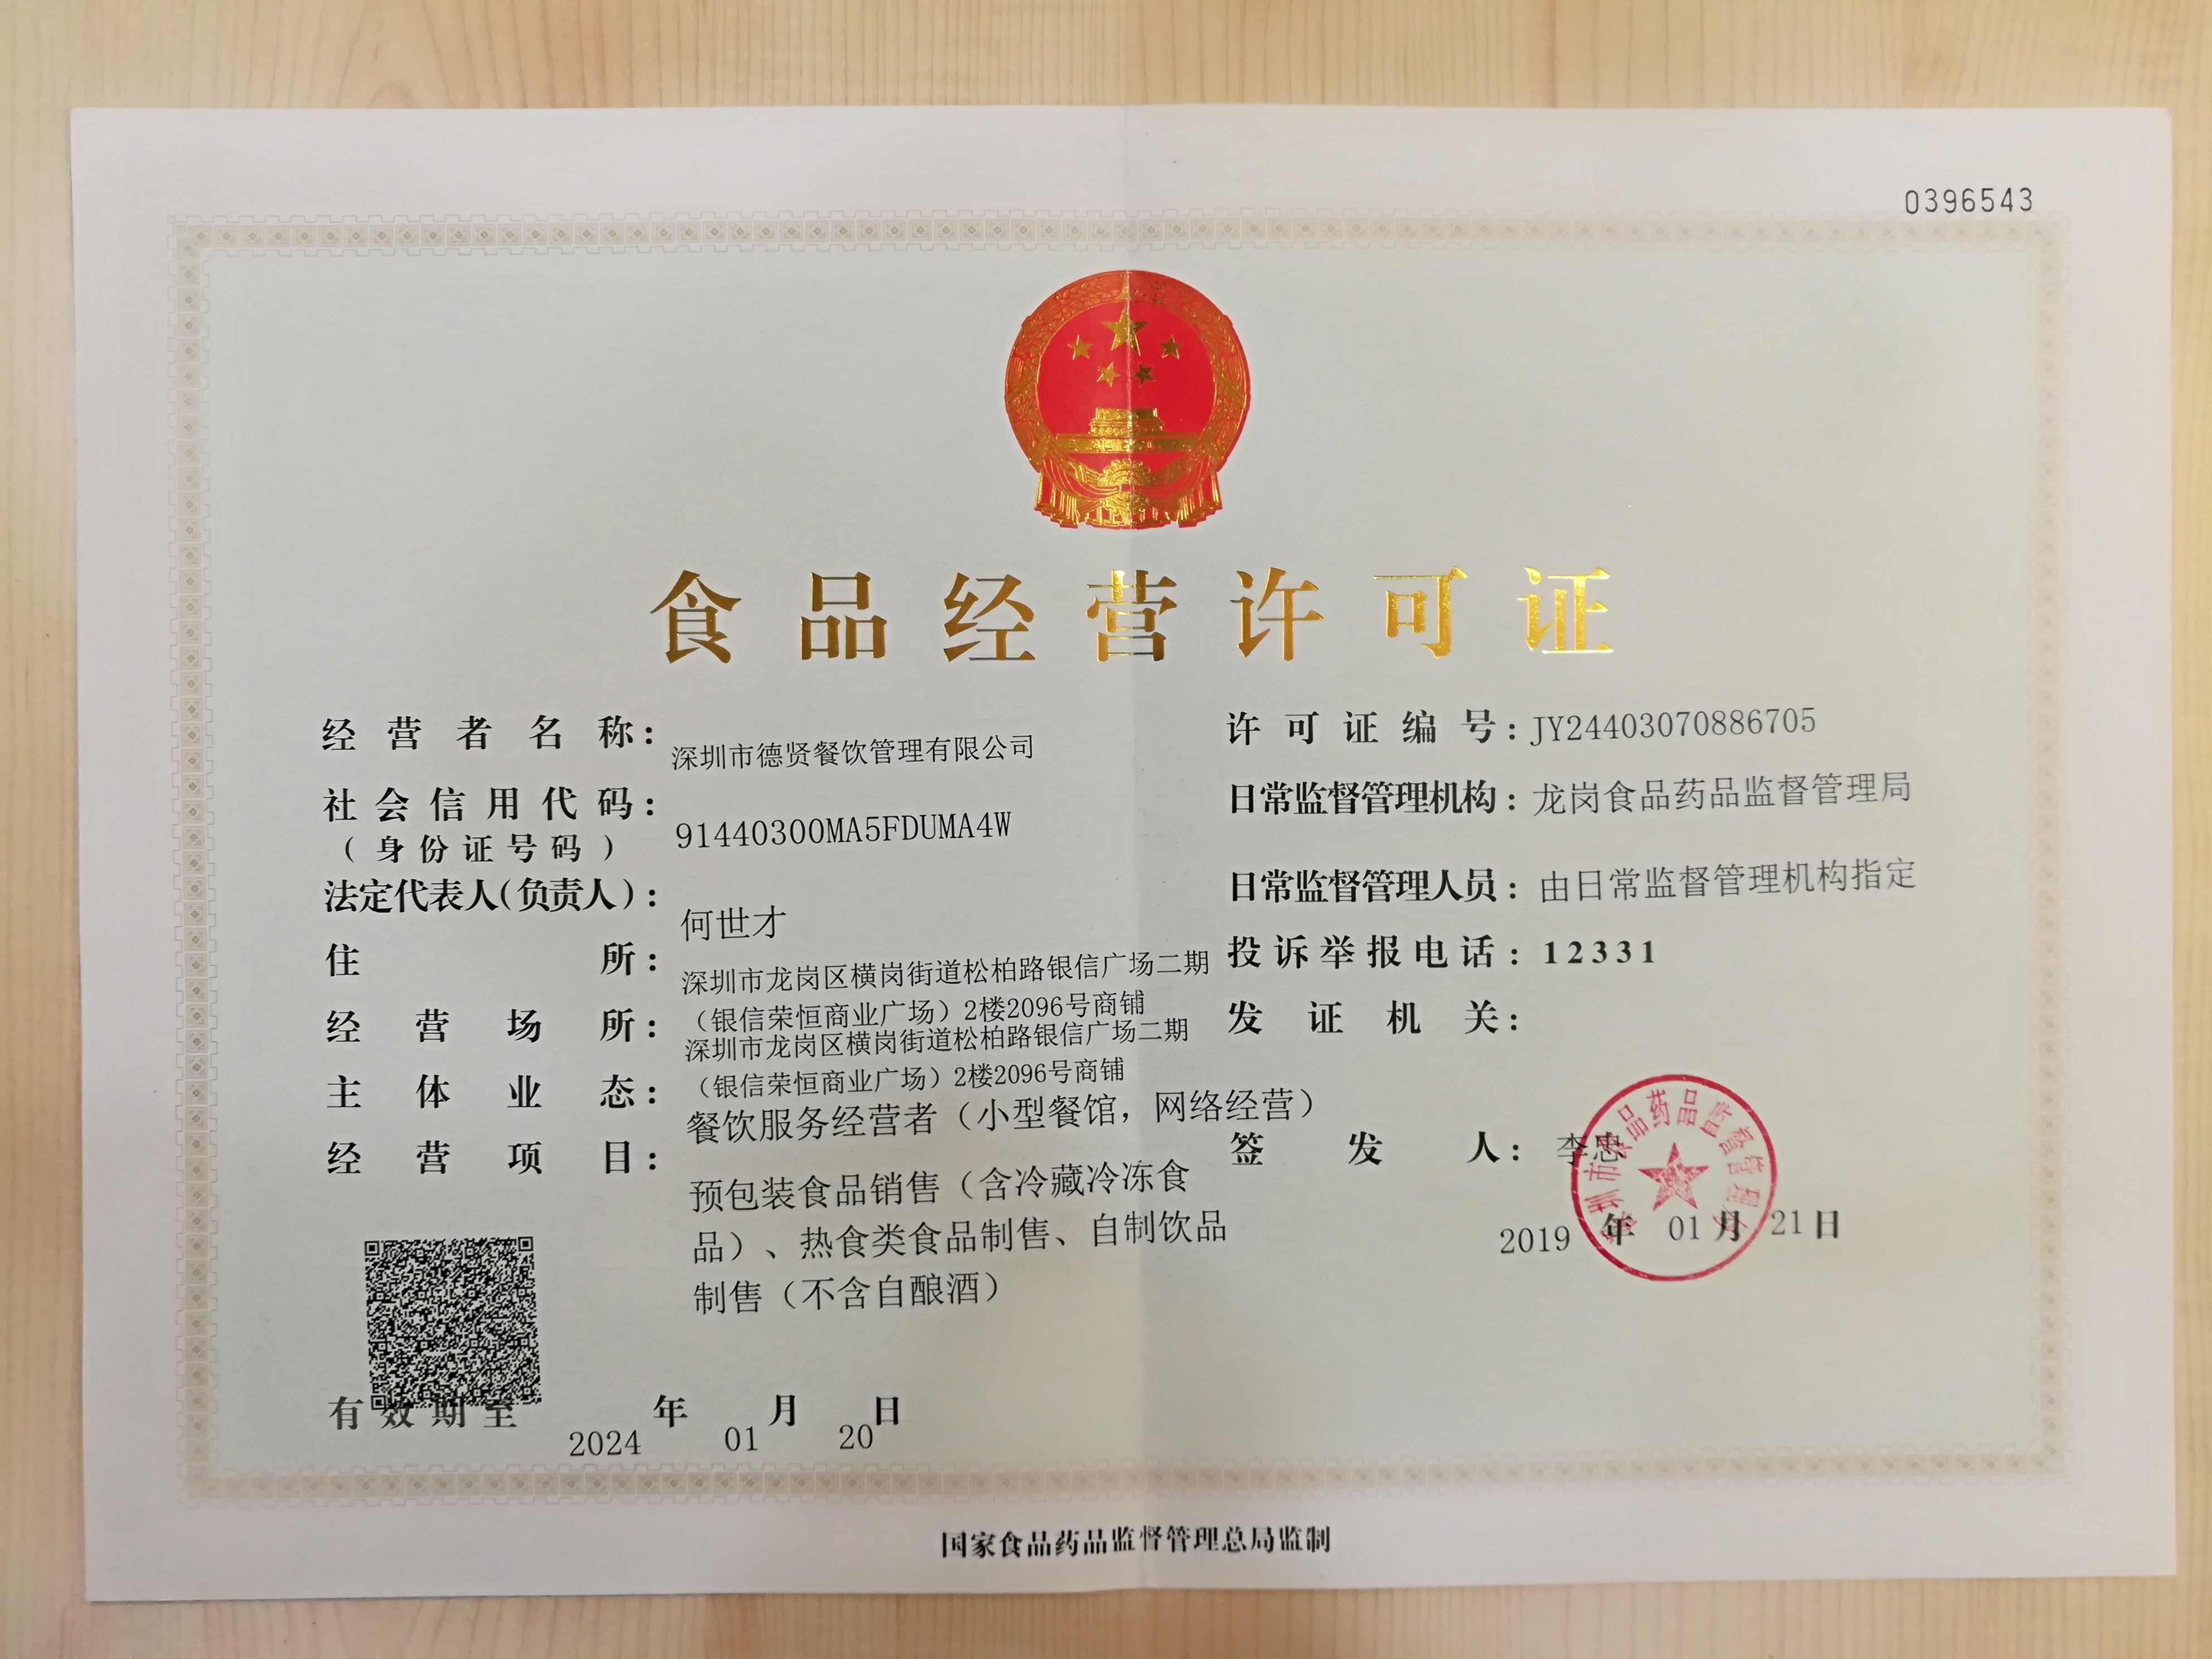 0396543
食品经营许可证
经营者名称：深圳市德贤餐饮管理有限公司
社会信用代码：91440300MA5FDUMA4W
（身份证号码）
法定代表人（负责人）：何世才
住所：深圳市龙岗区横岗街道松柏路银信广场二期
（银信荣恒商业广场）2楼2096号商铺
经营场所：深圳市龙岗区横岗街道松柏路银信广场二期
（银信荣恒商业广场）2楼2096号商铺
主体业态：餐饮服务经营者（小型餐馆，网络经营）
经营项目：预包装食品销售（含冷藏冷冻食
品）、热食类食品制售、自制饮品
制售（不含自酿酒）
有效期至 2024 年 01 月 20 日
许可证编号：JY24403070886705
日常监督管理机构：龙岗食品药品监督管理局
日常监督管理人员：由日常监督管理机构指定
投诉举报电话：12331
发证机关：
签发人：李忠
市食品药品监督管理
2019 年 01 月 21 日
国家食品药品监督管理总局监制